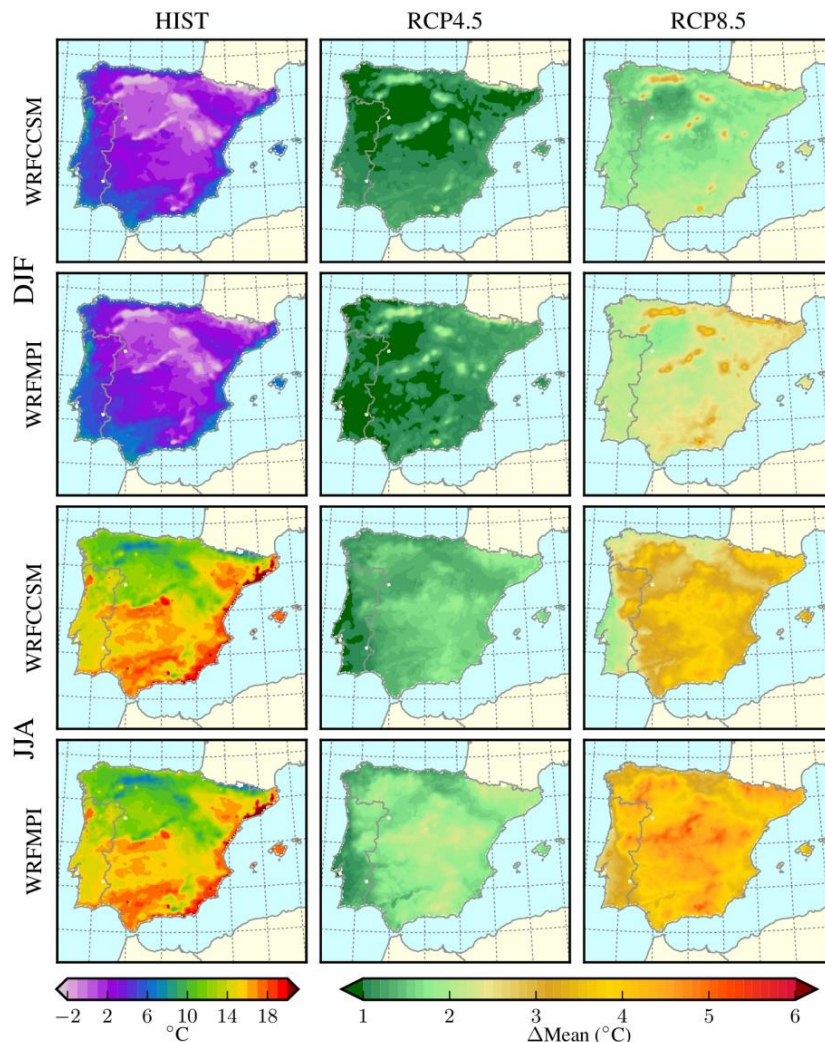 HIST RCP4.5 RCP8.5
DJF
WRFCCSM
WRFMPI
JJA
WRFCCSM
WRFMPI
−2 2 6 10 14 18
°C
1 2 3 4 5 6
ΔMean (°C)